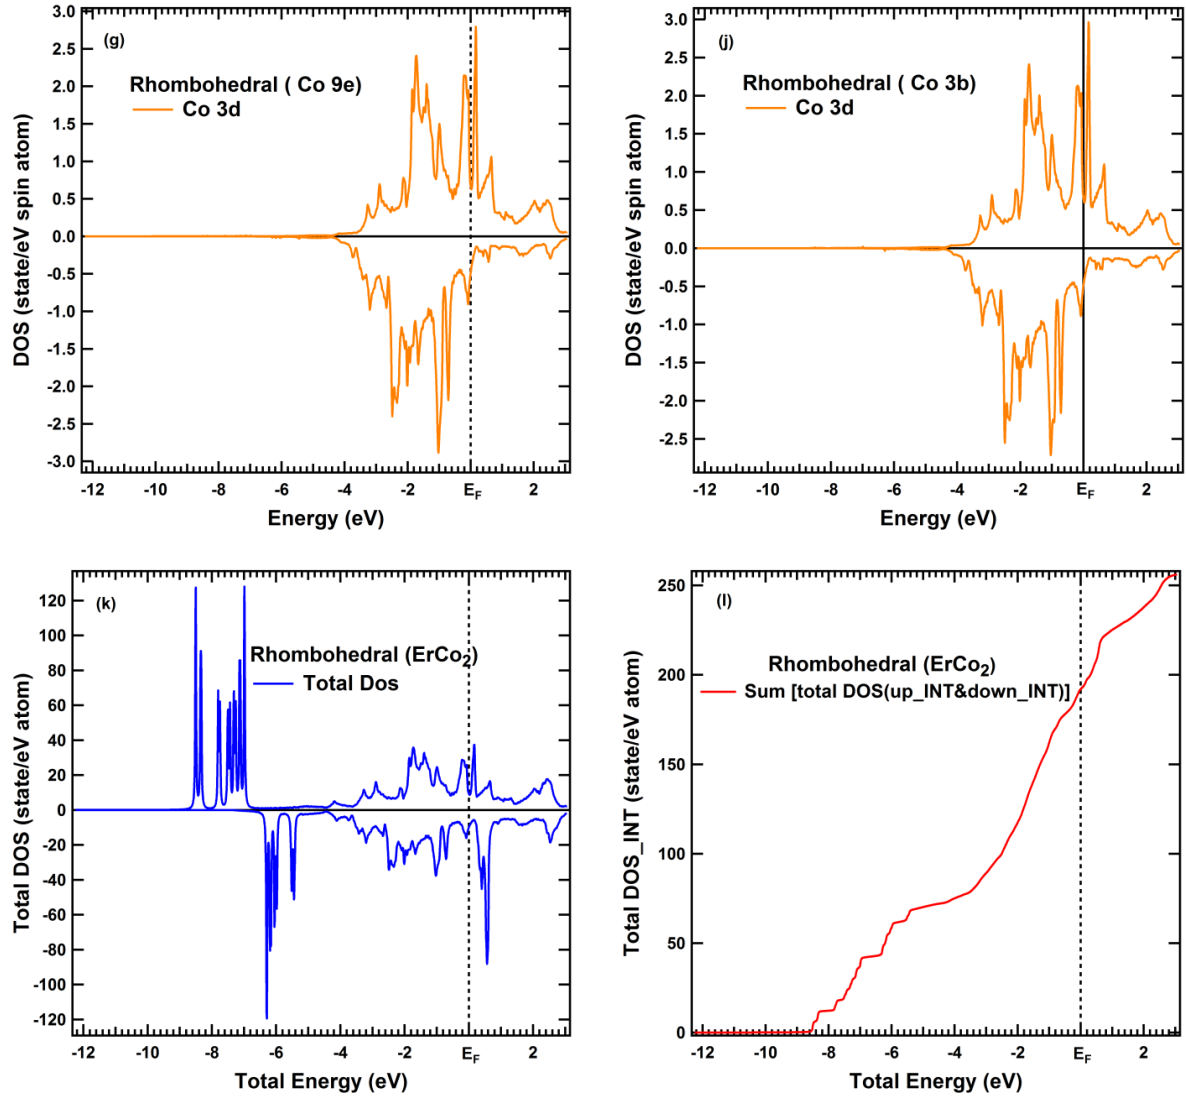 (g)
Rhombohedral ( Co 9e)
Co 3d
DOS (state/eV spin atom)
3.0
2.5
2.0
1.5
1.0
0.5
0.0
-0.5
-1.0
-1.5
-2.0
-2.5
-3.0
-12 -10 -8 -6 -4 -2 EF 2
Energy (eV)
(j)
Rhombohedral ( Co 3b)
Co 3d
DOS (state/eV spin atom)
3.0
2.5
2.0
1.5
1.0
0.5
0.0
-0.5
-1.0
-1.5
-2.0
-2.5
-12 -10 -8 -6 -4 -2 EF 2
Energy (eV)
(k)
Rhombohedral (ErCo2)
Total Dos
Total DOS (state/eV atom)
120
100
80
60
40
20
0
-20
-40
-60
-80
-100
-120
-12 -10 -8 -6 -4 -2 EF 2
Total Energy (eV)
(l)
Rhombohedral (ErCo2)
Sum [total DOS(up_INT&down_INT)]
Total DOS_INT (state/eV atom)
250
200
150
100
50
0
-12 -10 -8 -6 -4 -2 EF 2
Total Energy (eV)